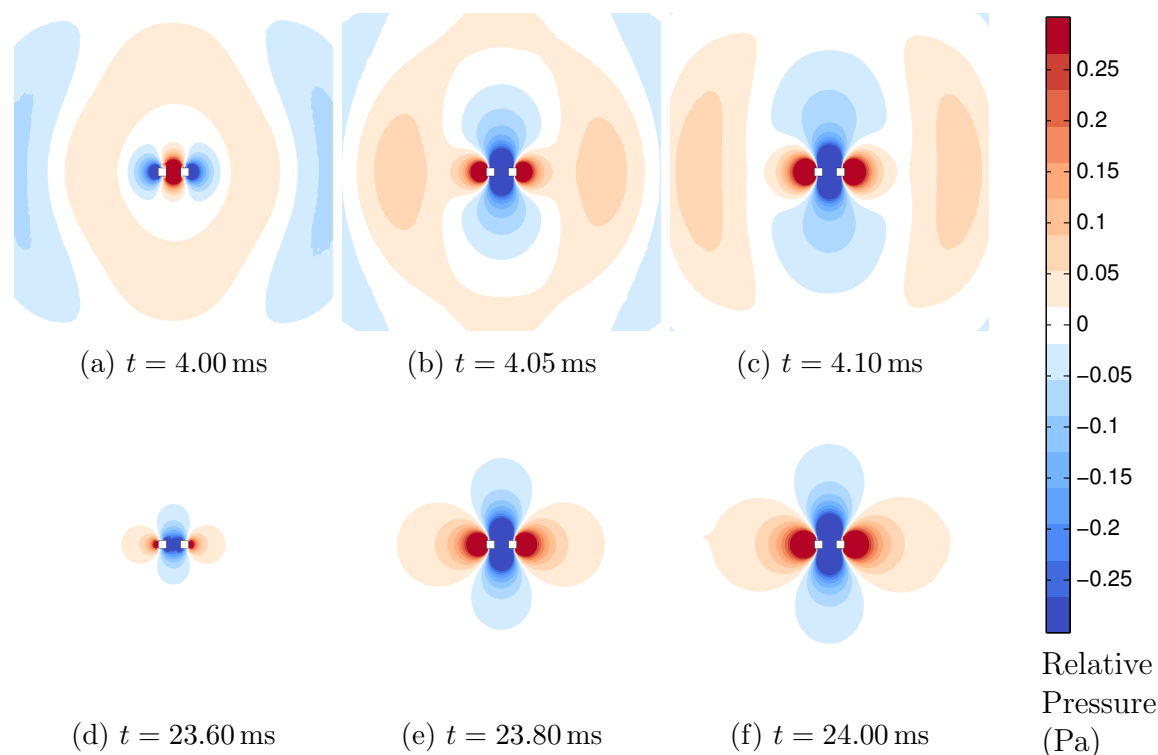 0.25
0.2
0.15
0.1
0.05
0
−0.05
−0.1
−0.15
−0.2
−0.25
Relative
Pressure
(Pa)
(a) t = 4.00 ms
(b) t = 4.05 ms
(c) t = 4.10 ms
(d) t = 23.60 ms
(e) t = 23.80 ms
(f) t = 24.00 ms